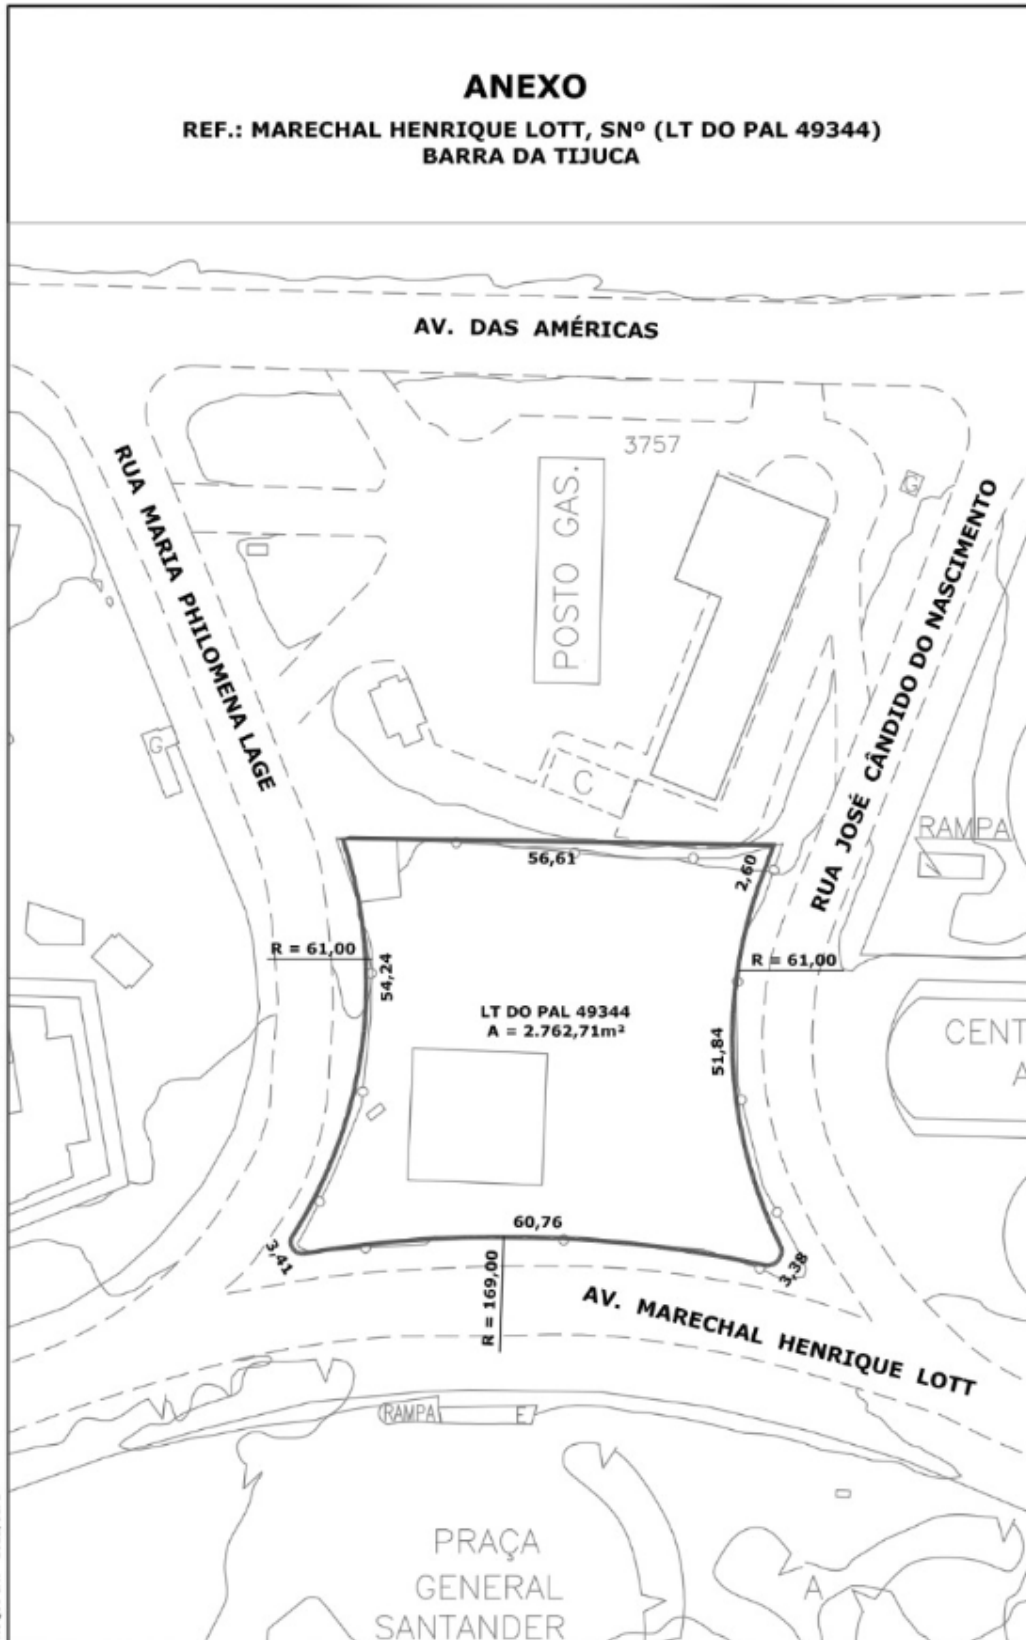 ANEXO
REF.: MARECHAL HENRIQUE LOTT, SNº (LT DO PAL 49344)
BARRA DA TIJUCA
AV. DAS AMÉRICAS
3757
RUA MARIA PHILOMENA LAGE
POSTO GAS.
G
RUA JOSÉ CÂNDIDO DO NASCIMENTO
G
C
RAMPA
56,61
2,60
R = 61,00
54,24
R = 61,00
LT DO PAL 49344
A = 2.762,71m²
51,84
CENT
A
60,76
3,41
3,38
R = 169,00
AV. MARECHAL HENRIQUE LOTT
RAMPA
E
PRAÇA
GENERAL
SANTANDER
A